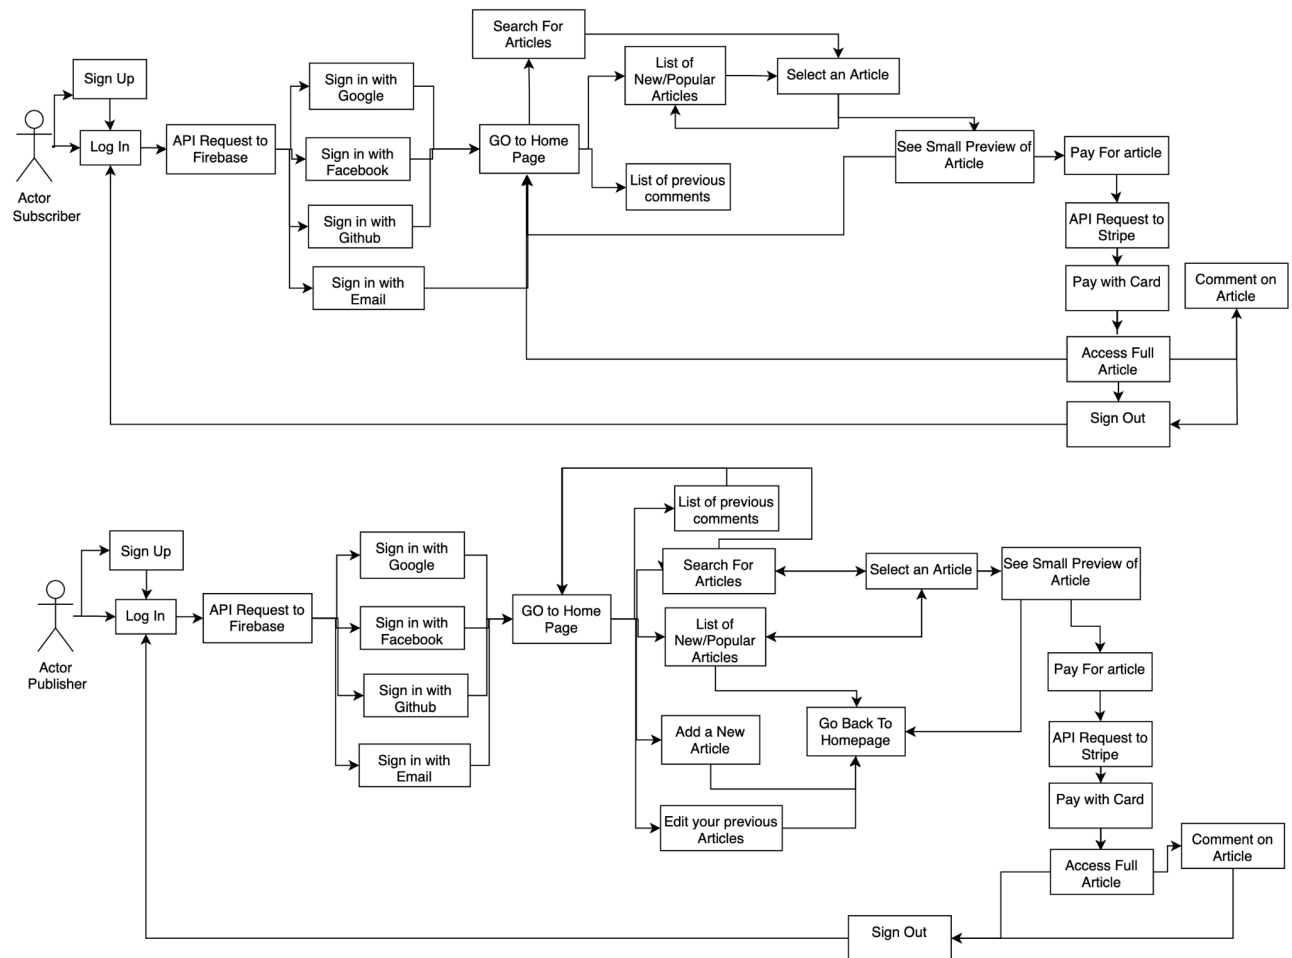 Search For
Articles
Sign Up
Sign in with
Google
List of
New/Popular
Articles
Select an Article
Log In
API Request to
Firebase
Sign in with
Facebook
GO to Home
Page
See Small Preview of
Article
Pay For article
Actor
Subscriber
List of previous
comments
Sign in with
Github
API Request to
Stripe
Sign in with
Email
Pay with Card
Comment on
Article
Access Full
Article
Sign Out
List of previous
comments
Sign Up
Sign in with
Google
Search For
Articles
Select an Article
See Small Preview of
Article
Log In
API Request to
Firebase
Sign in with
Facebook
GO to Home
Page
List of
New/Popular
Articles
Actor
Publisher
Sign in with
Github
Pay For article
Add a New
Article
Go Back To
Homepage
API Request to
Stripe
Sign in with
Email
Pay with Card
Edit your previous
Articles
Comment on
Article
Access Full
Article
Sign Out